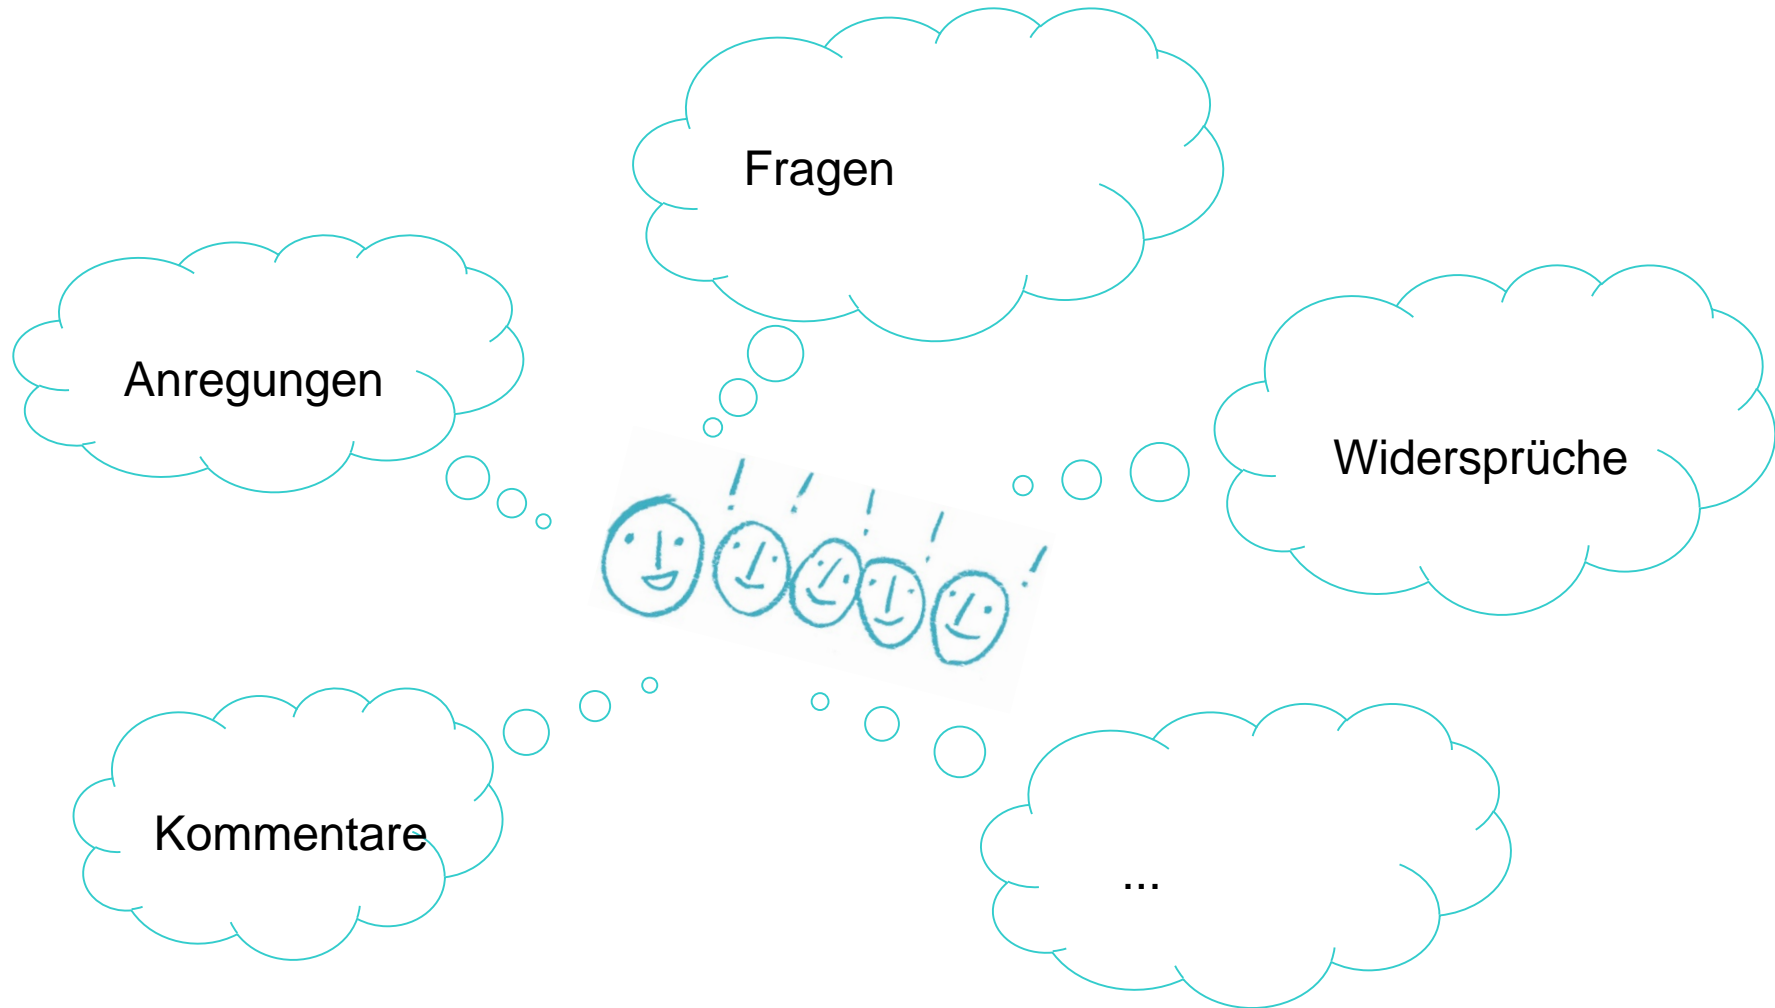 Fragen
Anregungen
Widersprüche
! ! ! ! !
Kommentare
...